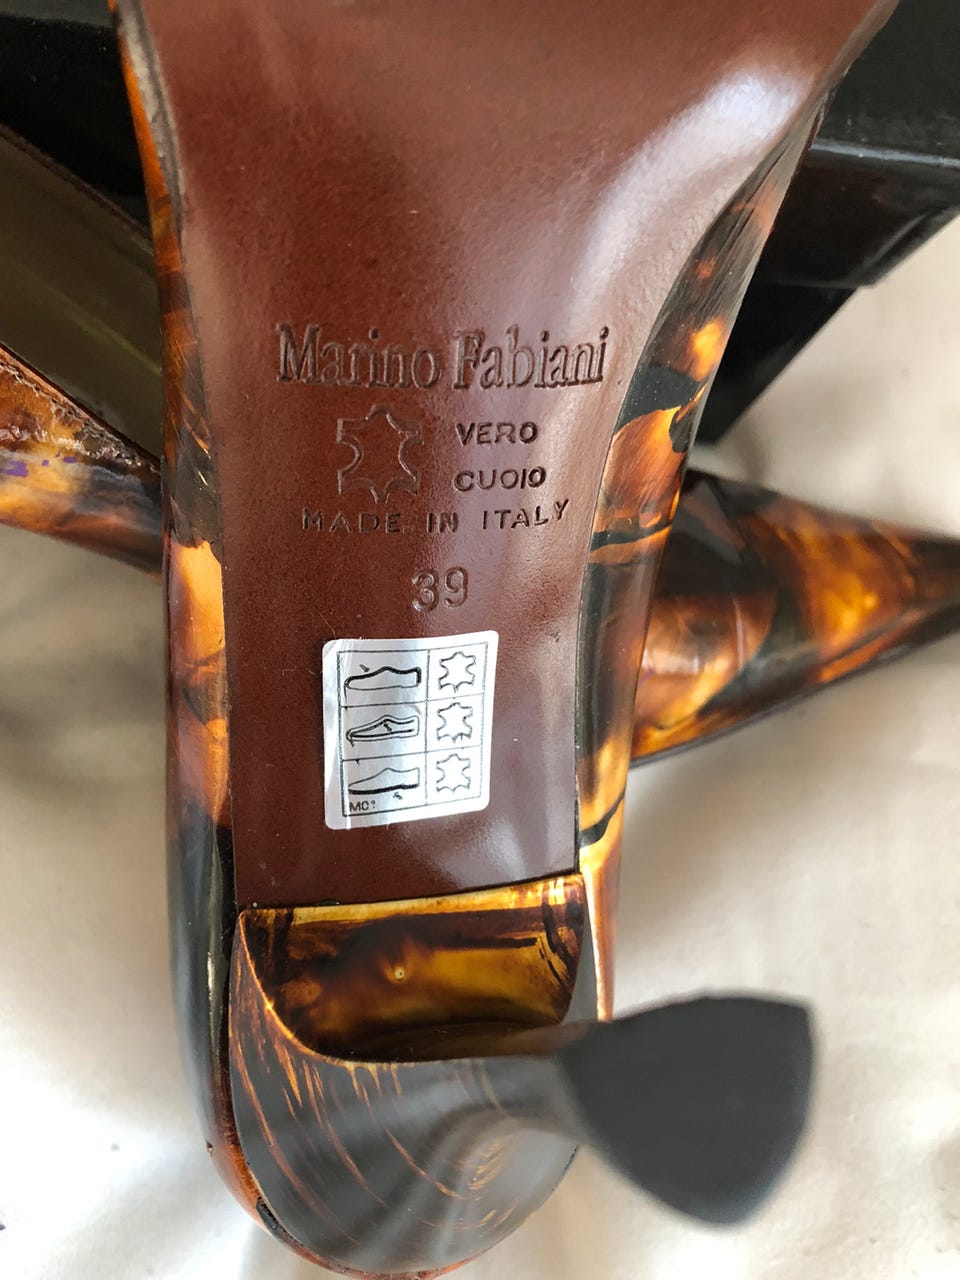 Marino Fabiani
VERO
CUOIO
MADE IN ITALY
39